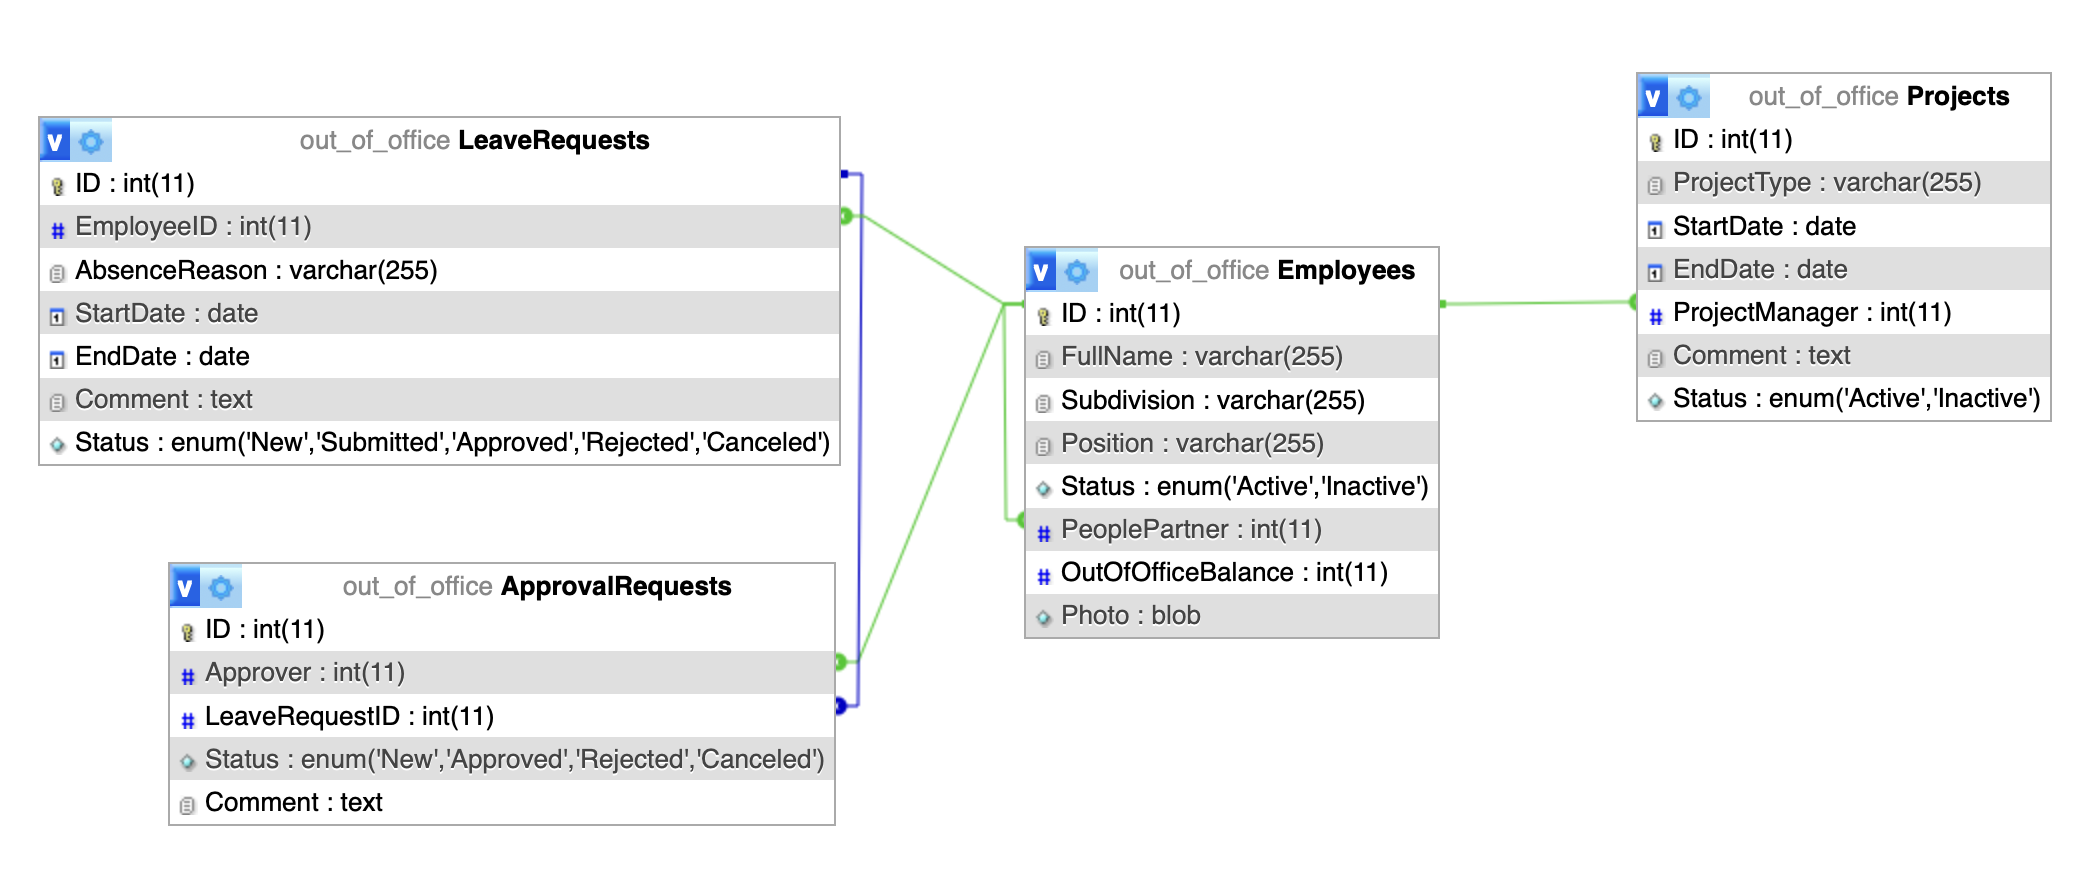 out_of_office LeaveRequests
ID : int(11)
EmployeeID : int(11)
AbsenceReason : varchar(255)
StartDate : date
EndDate : date
Comment : text
Status : enum('New','Submitted','Approved','Rejected','Canceled')
out_of_office ApprovalRequests
ID : int(11)
Approver : int(11)
LeaveRequestID : int(11)
Status : enum('New','Approved','Rejected','Canceled')
Comment : text
out_of_office Employees
ID : int(11)
FullName : varchar(255)
Subdivision : varchar(255)
Position : varchar(255)
Status : enum('Active','Inactive')
PeoplePartner : int(11)
OutOfOfficeBalance : int(11)
Photo : blob
out_of_office Projects
ID : int(11)
ProjectType : varchar(255)
StartDate : date
EndDate : date
ProjectManager : int(11)
Comment : text
Status : enum('Active','Inactive')